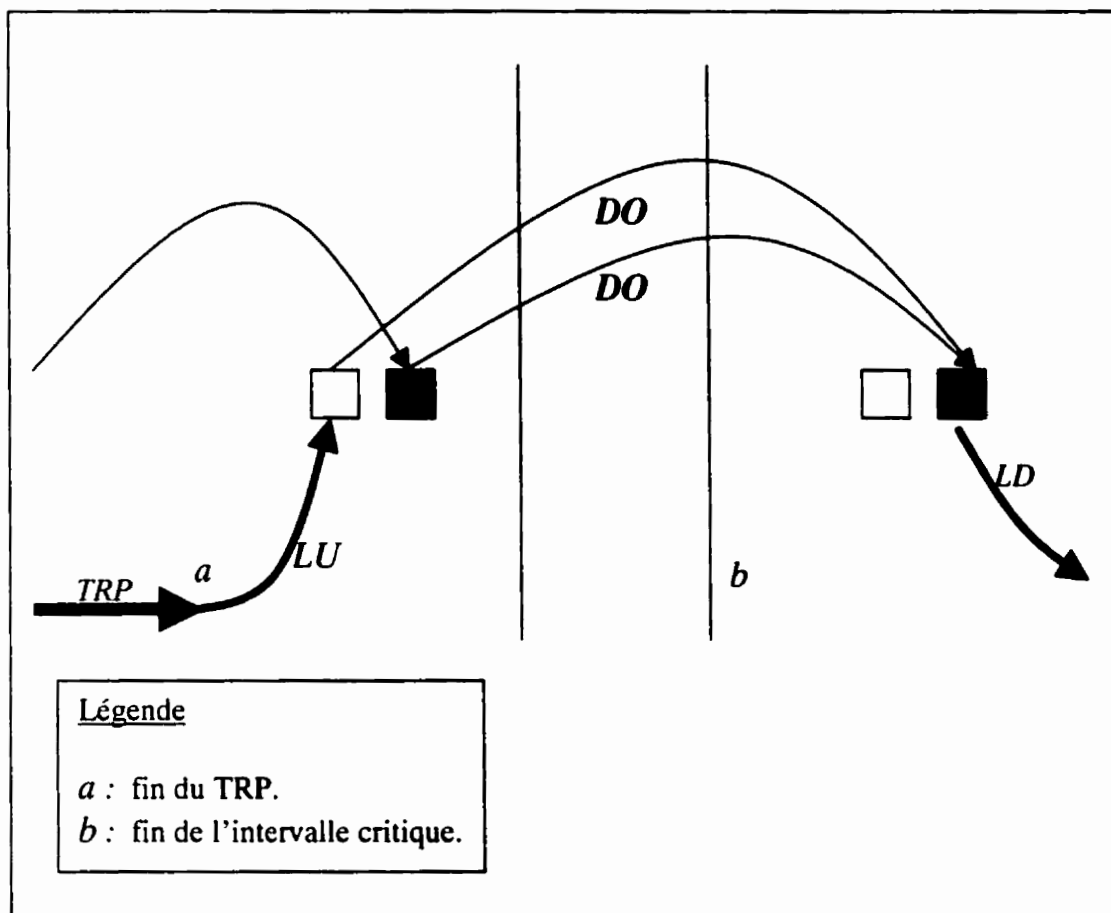 DO
DO
LD
a
LU
b
TRP
Légende
a : fin du TRP.
b : fin de l'intervalle critique.